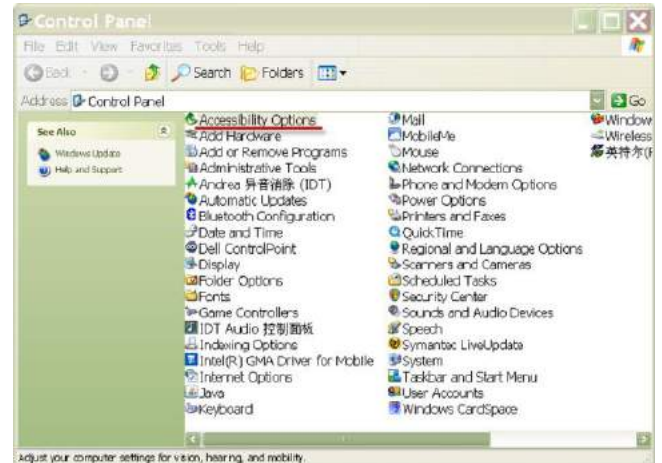 Control Panel
File Edit View Favorites Tools Help
Back Search Folders
Address Control Panel Go
See Also
Windows Update
Help and Support
Accessibility Options
Add Hardware
Add or Remove Programs
Administrative Tools
Andrea 异音消除 (IDT)
Automatic Updates
Bluetooth Configuration
Date and Time
Dell ControlPoint
Display
Folder Options
Fonts
Game Controllers
IDT Audio 控制面板
Indexing Options
Intel(R) GMA Driver for Mobile
Internet Options
Java
Keyboard
Mail
MobileMe
Mouse
Network Connections
Phone and Modem Options
Power Options
Printers and Faxes
QuickTime
Regional and Language Options
Scanners and Cameras
Scheduled Tasks
Security Center
Sounds and Audio Devices
Speech
Symantec LiveUpdate
System
Taskbar and Start Menu
User Accounts
Windows CardSpace
Window
Wireless
英特尔(R
Adjust your computer settings for vision, hearing, and mobility.